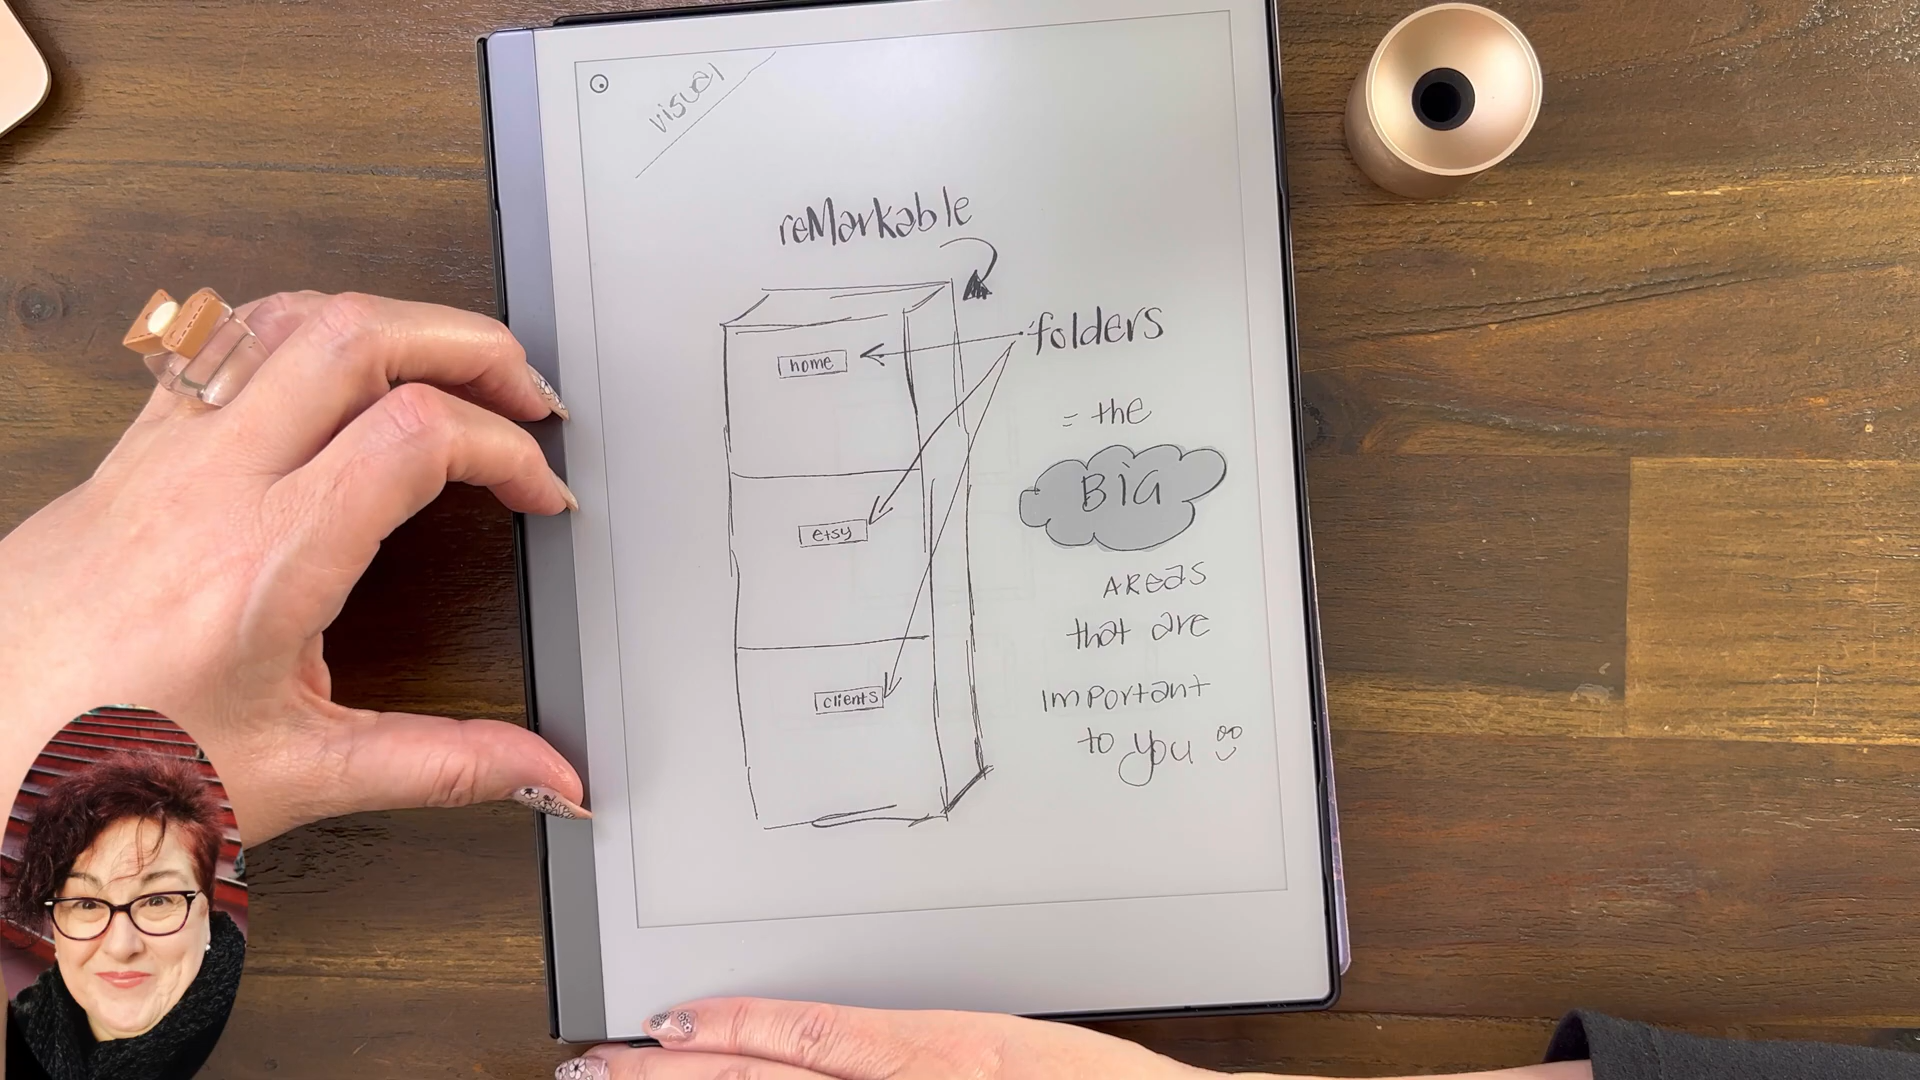 visual
reMarkable
folders
home
= the
BIG
etsy
AREAS
that are
important
clients
to you